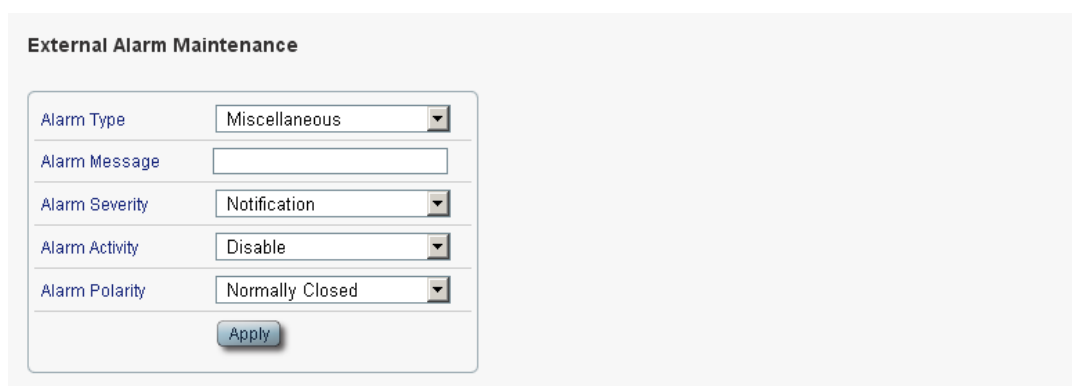 External Alarm Maintenance
Alarm Type Miscellaneous
Alarm Message
Alarm Severity Notification
Alarm Activity Disable
Alarm Polarity Normally Closed
Apply